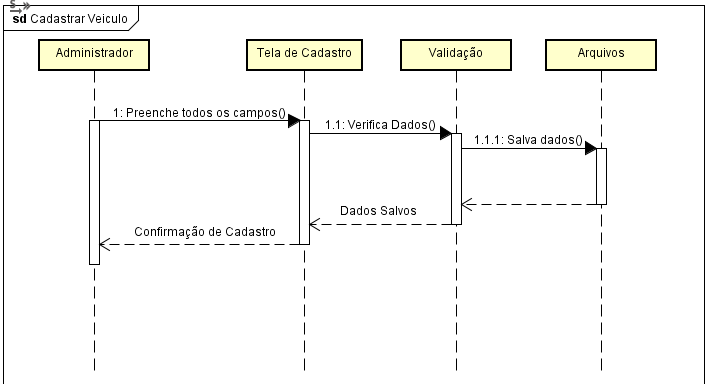 sd Cadastrar Veiculo
Administrador
Tela de Cadastro
Validação
Arquivos
1: Preenche todos os campos()
1.1: Verifica Dados()
1.1.1: Salva dados()
Dados Salvos
Confirmação de Cadastro